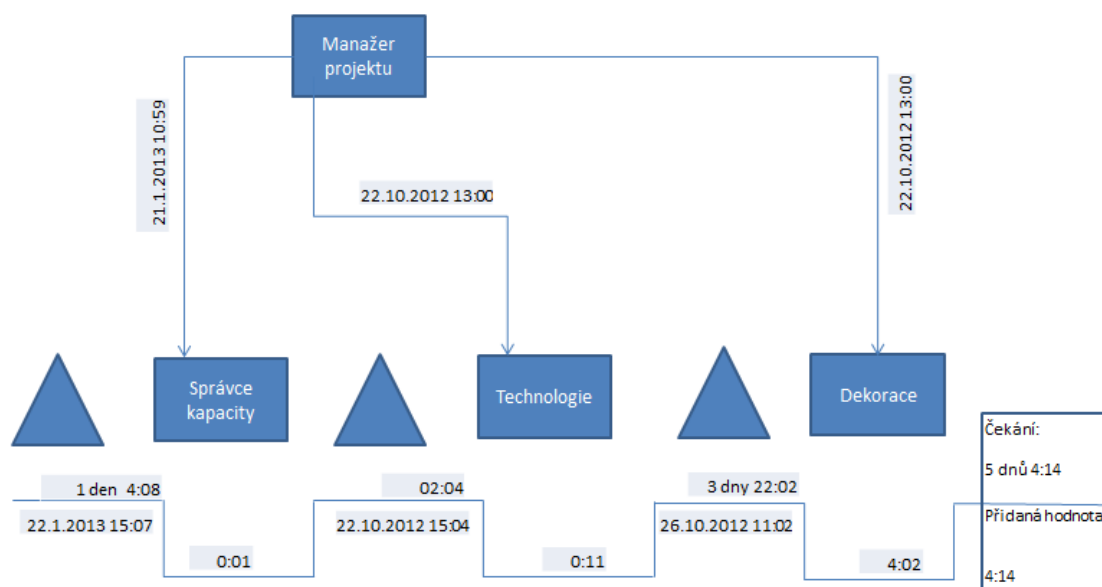 Manažer
projektu
21.1.2013 10:59
22.10.2012 13:00
22.10.2012 13:00
Správce
kapacity
Technologie
Dekorace
Čekání:
5 dnů 4:14
Přidaná hodnota
4:14
1 den 4:08
02:04
3 dny 22:02
22.1.2013 15:07
22.10.2012 15:04
26.10.2012 11:02
0:01
0:11
4:02